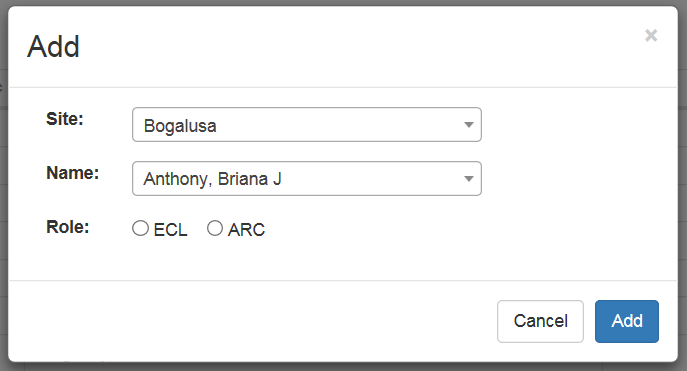 Add ×
Site: Bogalusa
Name: Anthony, Briana J
Role: ECL ARC
Cancel Add